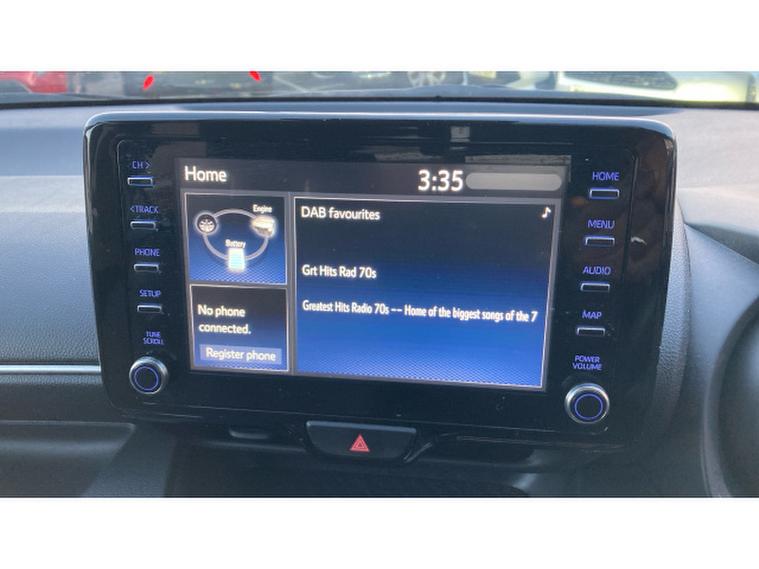 CH >
< TRACK
PHONE
SETUP
TUNE
SCROLL
Home
3:35
Engine
Battery
No phone
connected.
Register phone
DAB favourites
Grt Hits Rad 70s
Greatest Hits Radio 70s -- Home of the biggest songs of the 7
HOME
MENU
AUDIO
MAP
POWER
VOLUME